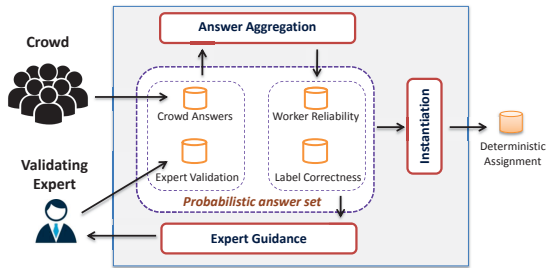 Answer Aggregation
Crowd
Crowd Answers
Worker Reliability
Instantiation
Deterministic
Assignment
Validating
Expert
Expert Validation
Label Correctness
Probabilistic answer set
Expert Guidance